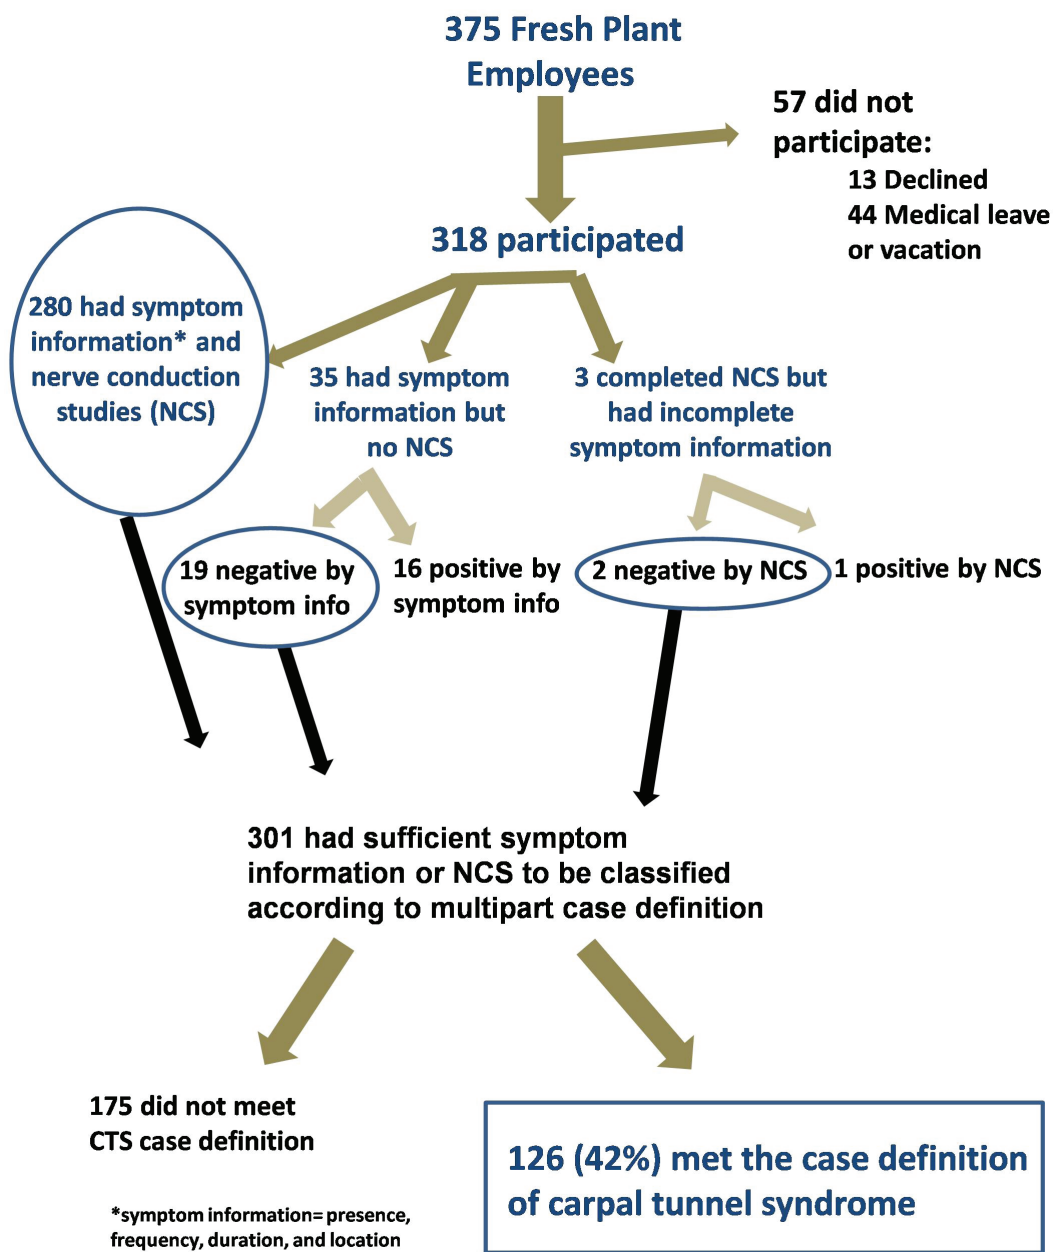 375 Fresh Plant
Employees
57 did not
participate:
13 Declined
44 Medical leave
or vacation
318 participated
280 had symptom
information* and
nerve conduction
studies (NCS)
35 had symptom
information but
no NCS
3 completed NCS but
had incomplete
symptom information
19 negative by
symptom info
16 positive by
symptom info
2 negative by NCS
1 positive by NCS
301 had sufficient symptom
information or NCS to be classified
according to multipart case definition
175 did not meet
CTS case definition
126 (42%) met the case definition
of carpal tunnel syndrome
*symptom information= presence,
frequency, duration, and location